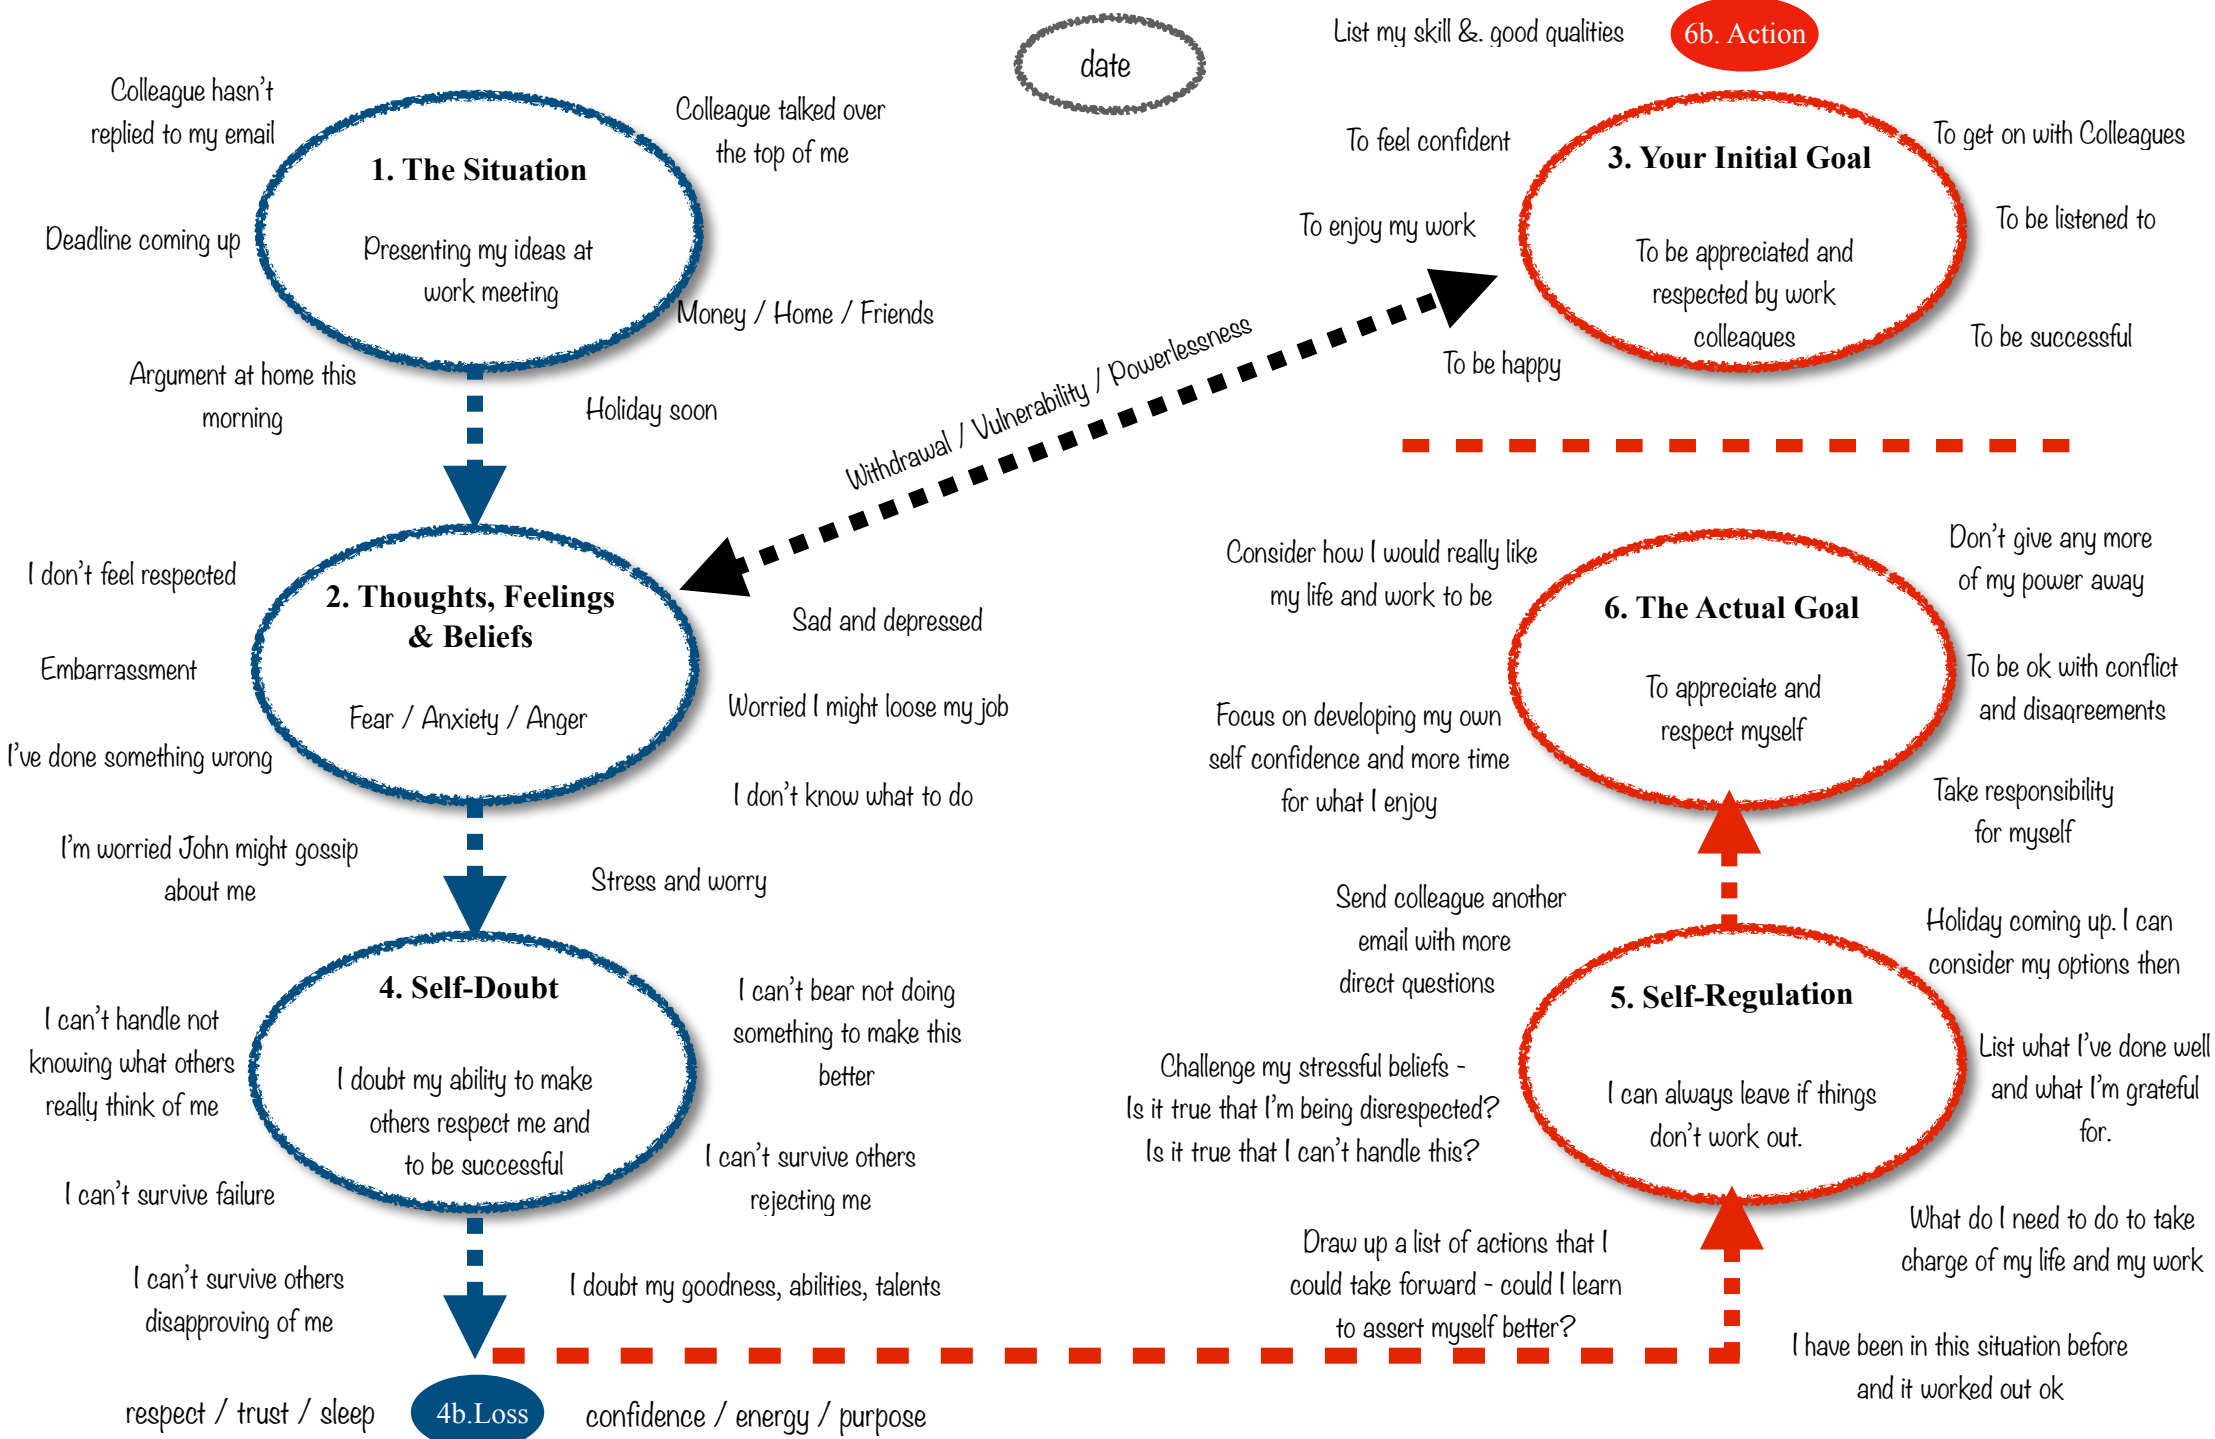 date
List my skill &. good qualities
6b. Action
Colleague hasn't
replied to my email
Colleague talked over
the top of me
1. The Situation
Presenting my ideas at
work meeting
Deadline coming up
Money / Home / Friends
Argument at home this
morning
Holiday soon
To feel confident
To get on with Colleagues
3. Your Initial Goal
To be appreciated and
respected by work
colleagues
To enjoy my work
To be listened to
To be happy
To be successful
Withdrawal / Vulnerability / Powerlessness
I don't feel respected
2. Thoughts, Feelings
& Beliefs
Fear / Anxiety / Anger
Sad and depressed
Embarrassment
Worried I might loose my job
I've done something wrong
I don't know what to do
I'm worried John might gossip
about me
Stress and worry
Consider how I would really like
my life and work to be
Don't give any more
of my power away
6. The Actual Goal
To appreciate and
respect myself
To be ok with conflict
and disagreements
Focus on developing my own
self confidence and more time
for what I enjoy
Take responsibility
for myself
4. Self-Doubt
I doubt my ability to make
others respect me and
to be successful
I can't handle not
knowing what others
really think of me
I can't bear not doing
something to make this
better
I can't survive failure
I can't survive others
rejecting me
I can't survive others
disapproving of me
I doubt my goodness, abilities, talents
Send colleague another
email with more
direct questions
Holiday coming up. I can
consider my options then
5. Self-Regulation
I can always leave if things
don't work out.
Challenge my stressful beliefs -
Is it true that I'm being disrespected?
Is it true that I can't handle this?
List what I've done well
and what I'm grateful
for.
Draw up a list of actions that I
could take forward - could I learn
to assert myself better?
What do I need to do to take
charge of my life and my work
I have been in this situation before
and it worked out ok
respect / trust / sleep
4b.Loss
confidence / energy / purpose